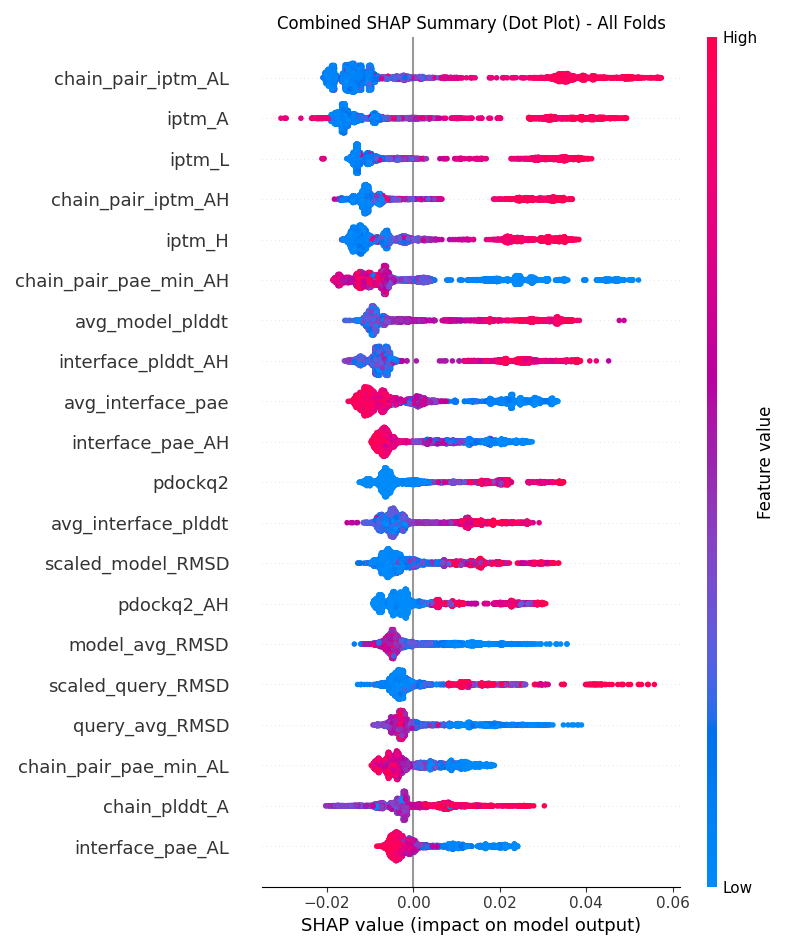 Combined SHAP Summary (Dot Plot) - All Folds
High
chain_pair_iptm_AL
iptm_A
iptm_L
chain_pair_iptm_AH
iptm_H
chain_pair_pae_min_AH
avg_model_plddt
interface_plddt_AH
avg_interface_pae
interface_pae_AH
pdockq2
avg_interface_plddt
scaled_model_RMSD
pdockq2_AH
model_avg_RMSD
scaled_query_RMSD
query_avg_RMSD
chain_pair_pae_min_AL
chain_plddt_A
interface_pae_AL
Feature value
Low
−0.02 0.00 0.02 0.04 0.06
SHAP value (impact on model output)